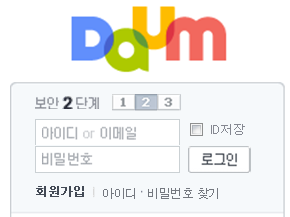 Daum
보안 2 단계 1 2 3
아이디 or 이메일
ID저장
비밀번호
로그인
회원가입 | 아이디 · 비밀번호 찾기